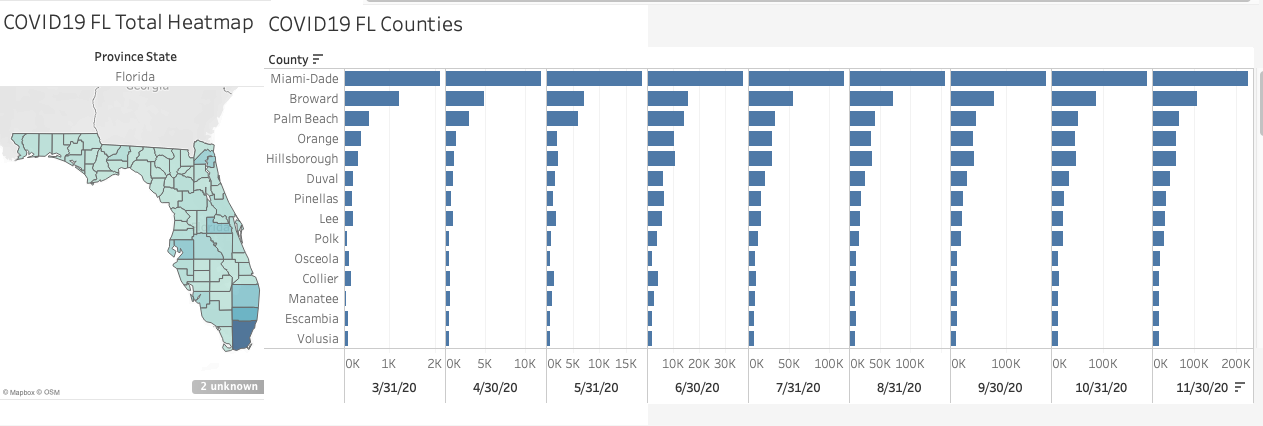 COVID19 FL Total Heatmap
Province State
Florida
Georgia
© Mapbox © OSM
2 unknown
COVID19 FL Counties
County
Miami-Dade
Broward
Palm Beach
Orange
Hillsborough
Duval
Pinellas
Lee
Polk
Osceola
Collier
Manatee
Escambia
Volusia
0K 1K 2K 0K 5K 10K 0K 5K 10K 15K 10K 20K 30K 0K 50K 100K 0K 50K 100K 0K 100K 0K 100K 0K 100K 200K
3/31/20 4/30/20 5/31/20 6/30/20 7/31/20 8/31/20 9/30/20 10/31/20 11/30/20